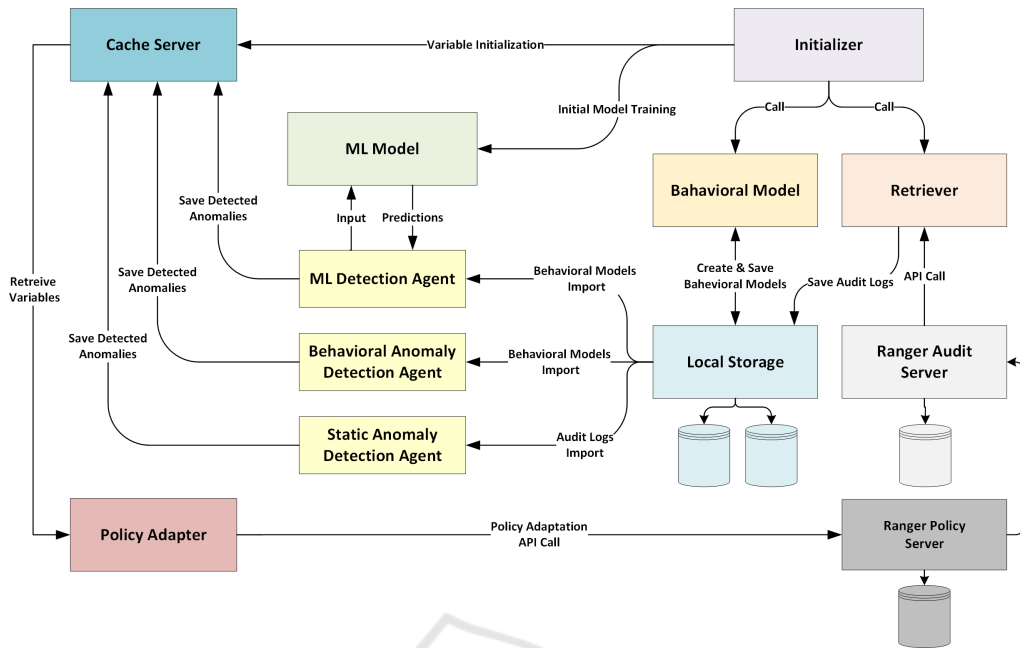 Cache Server
Variable Initialization
Initializer
Initial Model Training
Call
Call
ML Model
Bahavioral Model
Retriever
Save Detected
Anomalies
Input
Predictions
Retreive
Variables
Save Detected
Anomalies
ML Detection Agent
Behavioral Models
Import
Create & Save
Bahevioral Models
Save Audit Logs
API Call
Save Detected
Anomalies
Behavioral Anomaly
Detection Agent
Behavioral Models
Import
Local Storage
Ranger Audit
Server
Static Anomaly
Detection Agent
Audit Logs
Import
Policy Adapter
Policy Adaptation
API Call
Ranger Policy
Server